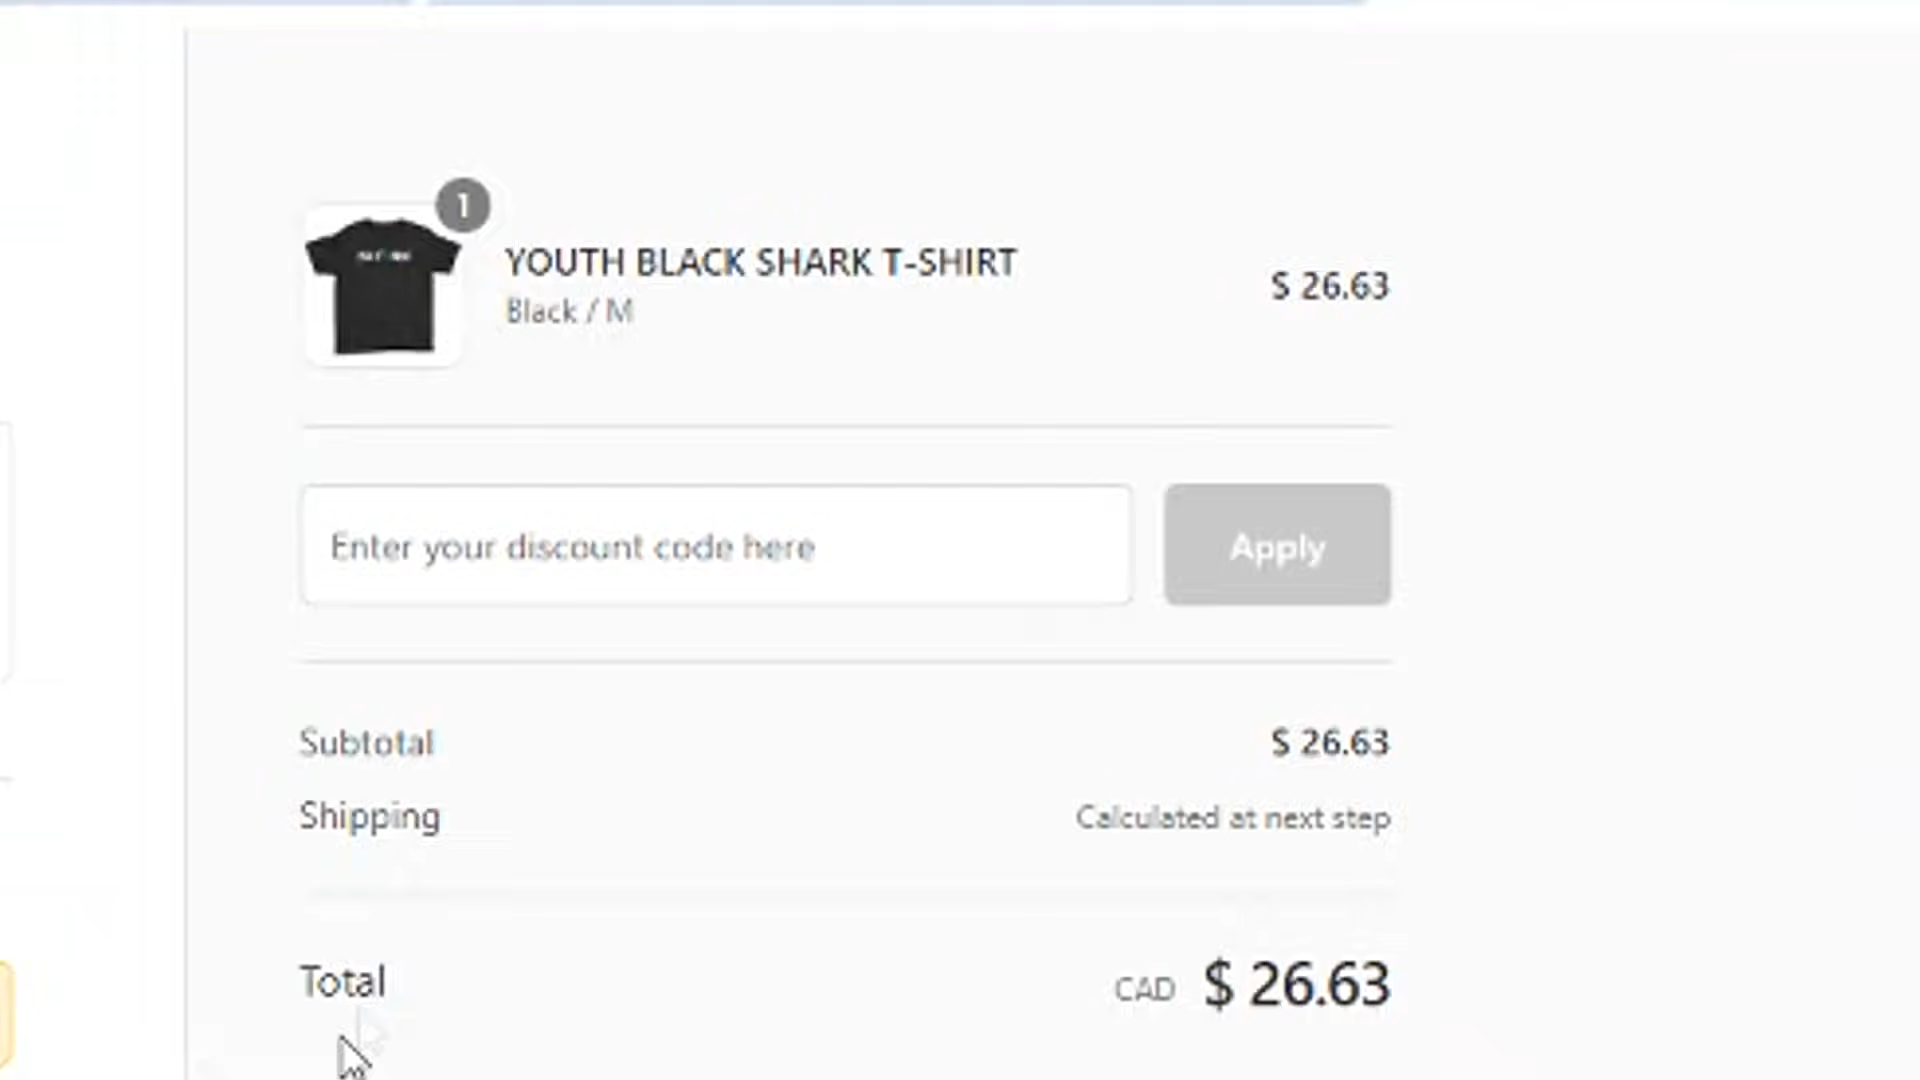 1
YOUTH BLACK SHARK T-SHIRT
Black / M
$ 26.63
Enter your discount code here
Apply
Subtotal
$ 26.63
Shipping
Calculated at next step
Total
CAD $ 26.63